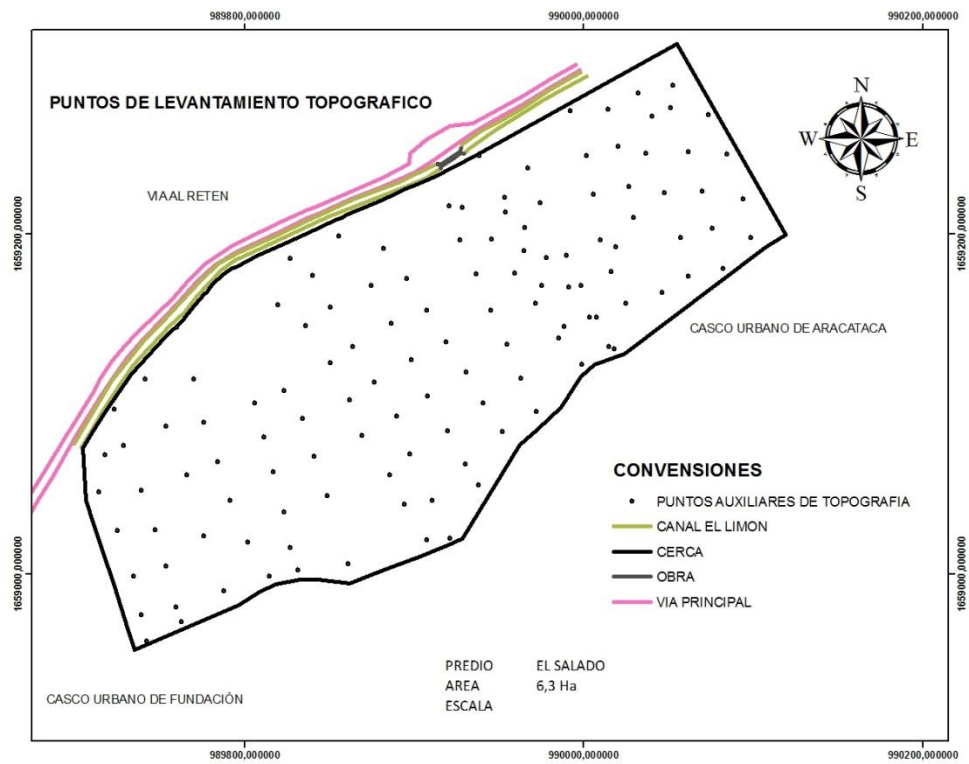 989800,000000
990000,000000
990200,000000
PUNTOS DE LEVANTAMIENTO TOPOGRAFICO
N
W
E
S
VIA AL RETEN
1659200,000000
1659200,000000
CASCO URBANO DE ARACATACA
CONVENSIONES
PUNTOS AUXILIARES DE TOPOGRAFIA
CANAL EL LIMON
CERCA
OBRA
VIA PRINCIPAL
1659000,000000
1659000,000000
PREDIO EL SALADO
AREA 6,3 Ha
ESCALA
CASCO URBANO DE FUNDACIÓN
989800,000000
990000,000000
990200,000000